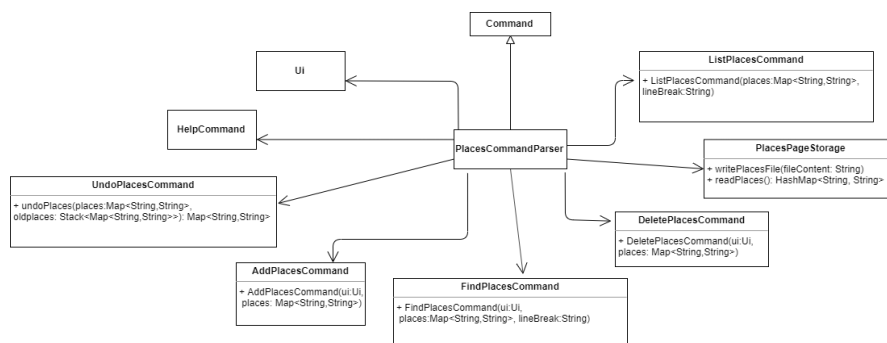 Command
Ui
ListPlacesCommand
+ ListPlacesCommand(places:Map<String,String>,
lineBreak:String)
HelpCommand
PlacesCommandParser
PlacesPageStorage
+ writePlacesFile(fileContent: String)
+ readPlaces(): HashMap<String, String>
UndoPlacesCommand
+ undoPlaces(places:Map<String,String>,
oldplaces: Stack<Map<String,String>>): Map<String,String>
DeletePlacesCommand
+ DeletePlacesCommand(ui:Ui,
places: Map<String,String>)
AddPlacesCommand
+ AddPlacesCommand(ui:Ui,
places: Map<String,String>)
FindPlacesCommand
+ FindPlacesCommand(ui:Ui,
places:Map<String,String>, lineBreak:String)